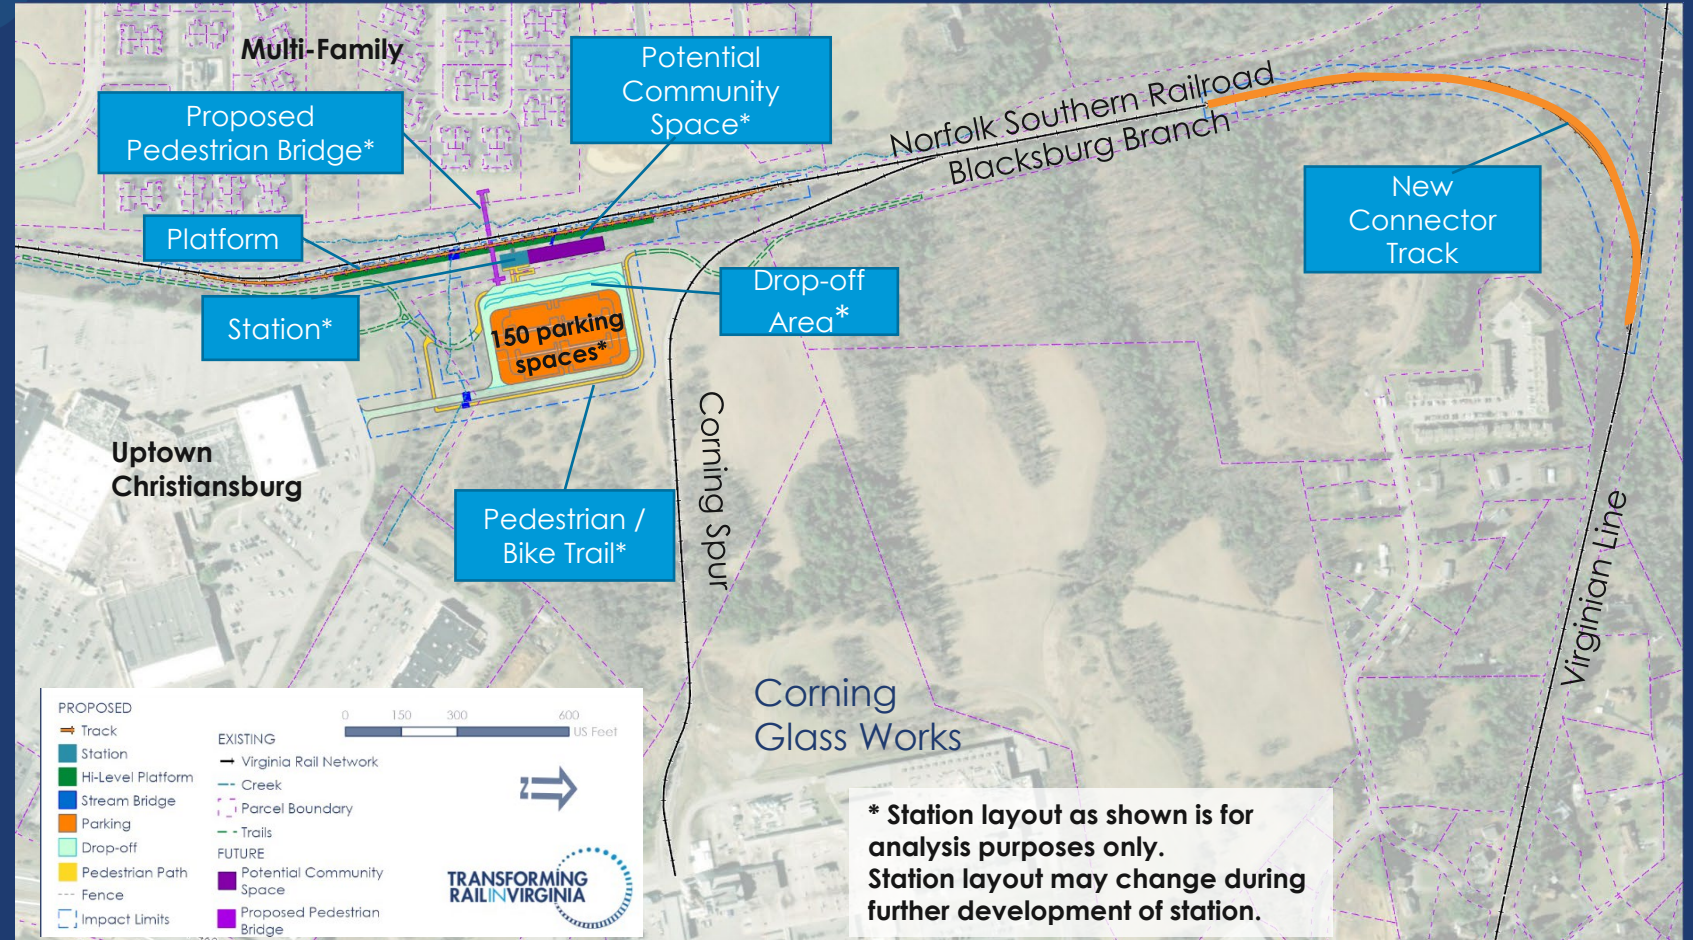 Multi-Family
Potential
Community
Space*
Proposed
Pedestrian Bridge*
Norfolk Southern Railroad
Blacksburg Branch
New
Connector
Track
Platform
Station*
Drop-off
Area*
150 parking
spaces*
Corning Spur
Uptown
Christiansburg
Pedestrian /
Bike Trail*
Virginian Line
Corning
Glass Works
PROPOSED
Track
Station
Hi-Level Platform
Stream Bridge
Parking
Drop-off
Pedestrian Path
Fence
Impact Limits
EXISTING
Virginia Rail Network
Creek
Parcel Boundary
Trails
FUTURE
Potential Community
Space
Proposed Pedestrian
Bridge
0 150 300 600
US Feet
N
TRANSFORMING
RAIL IN VIRGINIA
* Station layout as shown is for
analysis purposes only.
Station layout may change during
further development of station.